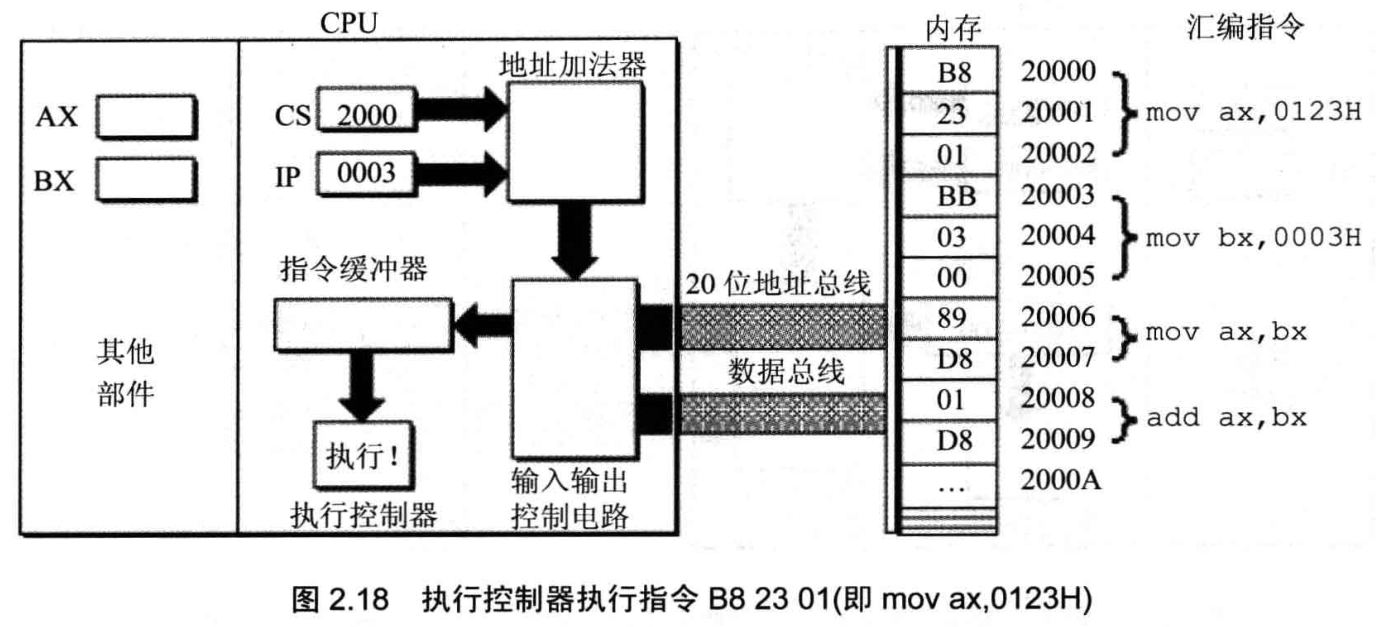 CPU
内存
汇编指令
地址加法器
AX
BX
CS 2000
IP 0003
指令缓冲器
其他
部件
执行！
执行控制器
输入输出
控制电路
20 位地址总线
数据总线
B8 20000
23 20001
01 20002
mov ax,0123H
BB 20003
03 20004
00 20005
mov bx,0003H
89 20006
D8 20007
mov ax,bx
01 20008
D8 20009
add ax,bx
… 2000A
图 2.18 执行控制器执行指令 B8 23 01(即 mov ax,0123H)